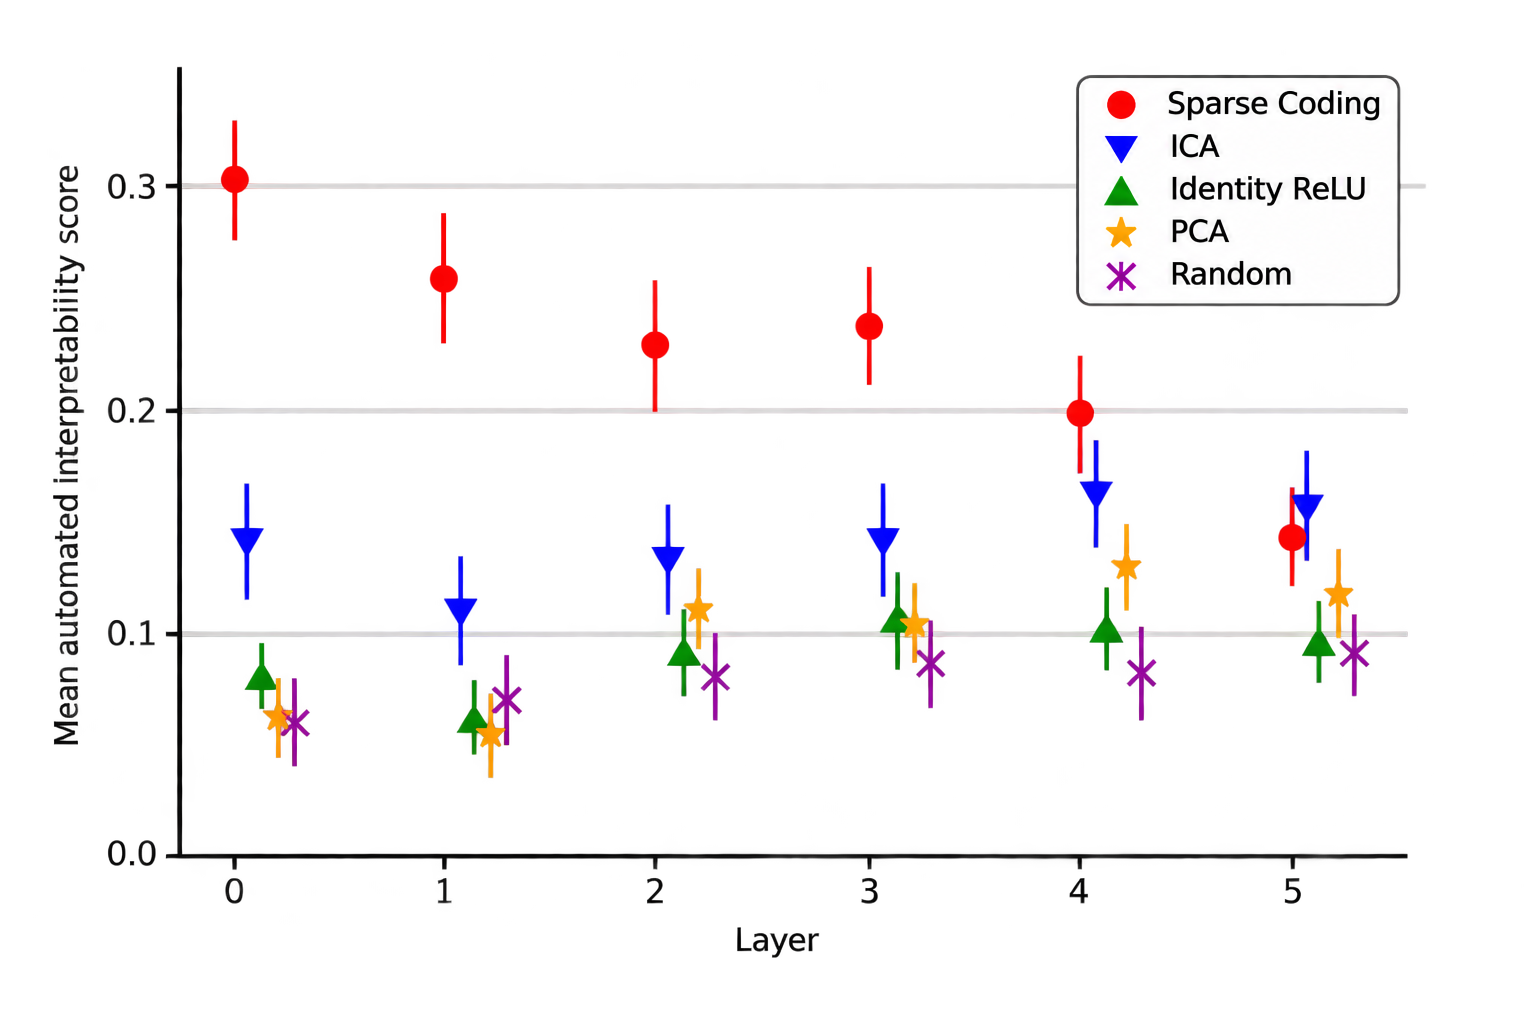 Mean automated interpretability score
0.3
0.2
0.1
0.0
0 1 2 3 4 5
Layer
Sparse Coding
ICA
Identity ReLU
PCA
Random